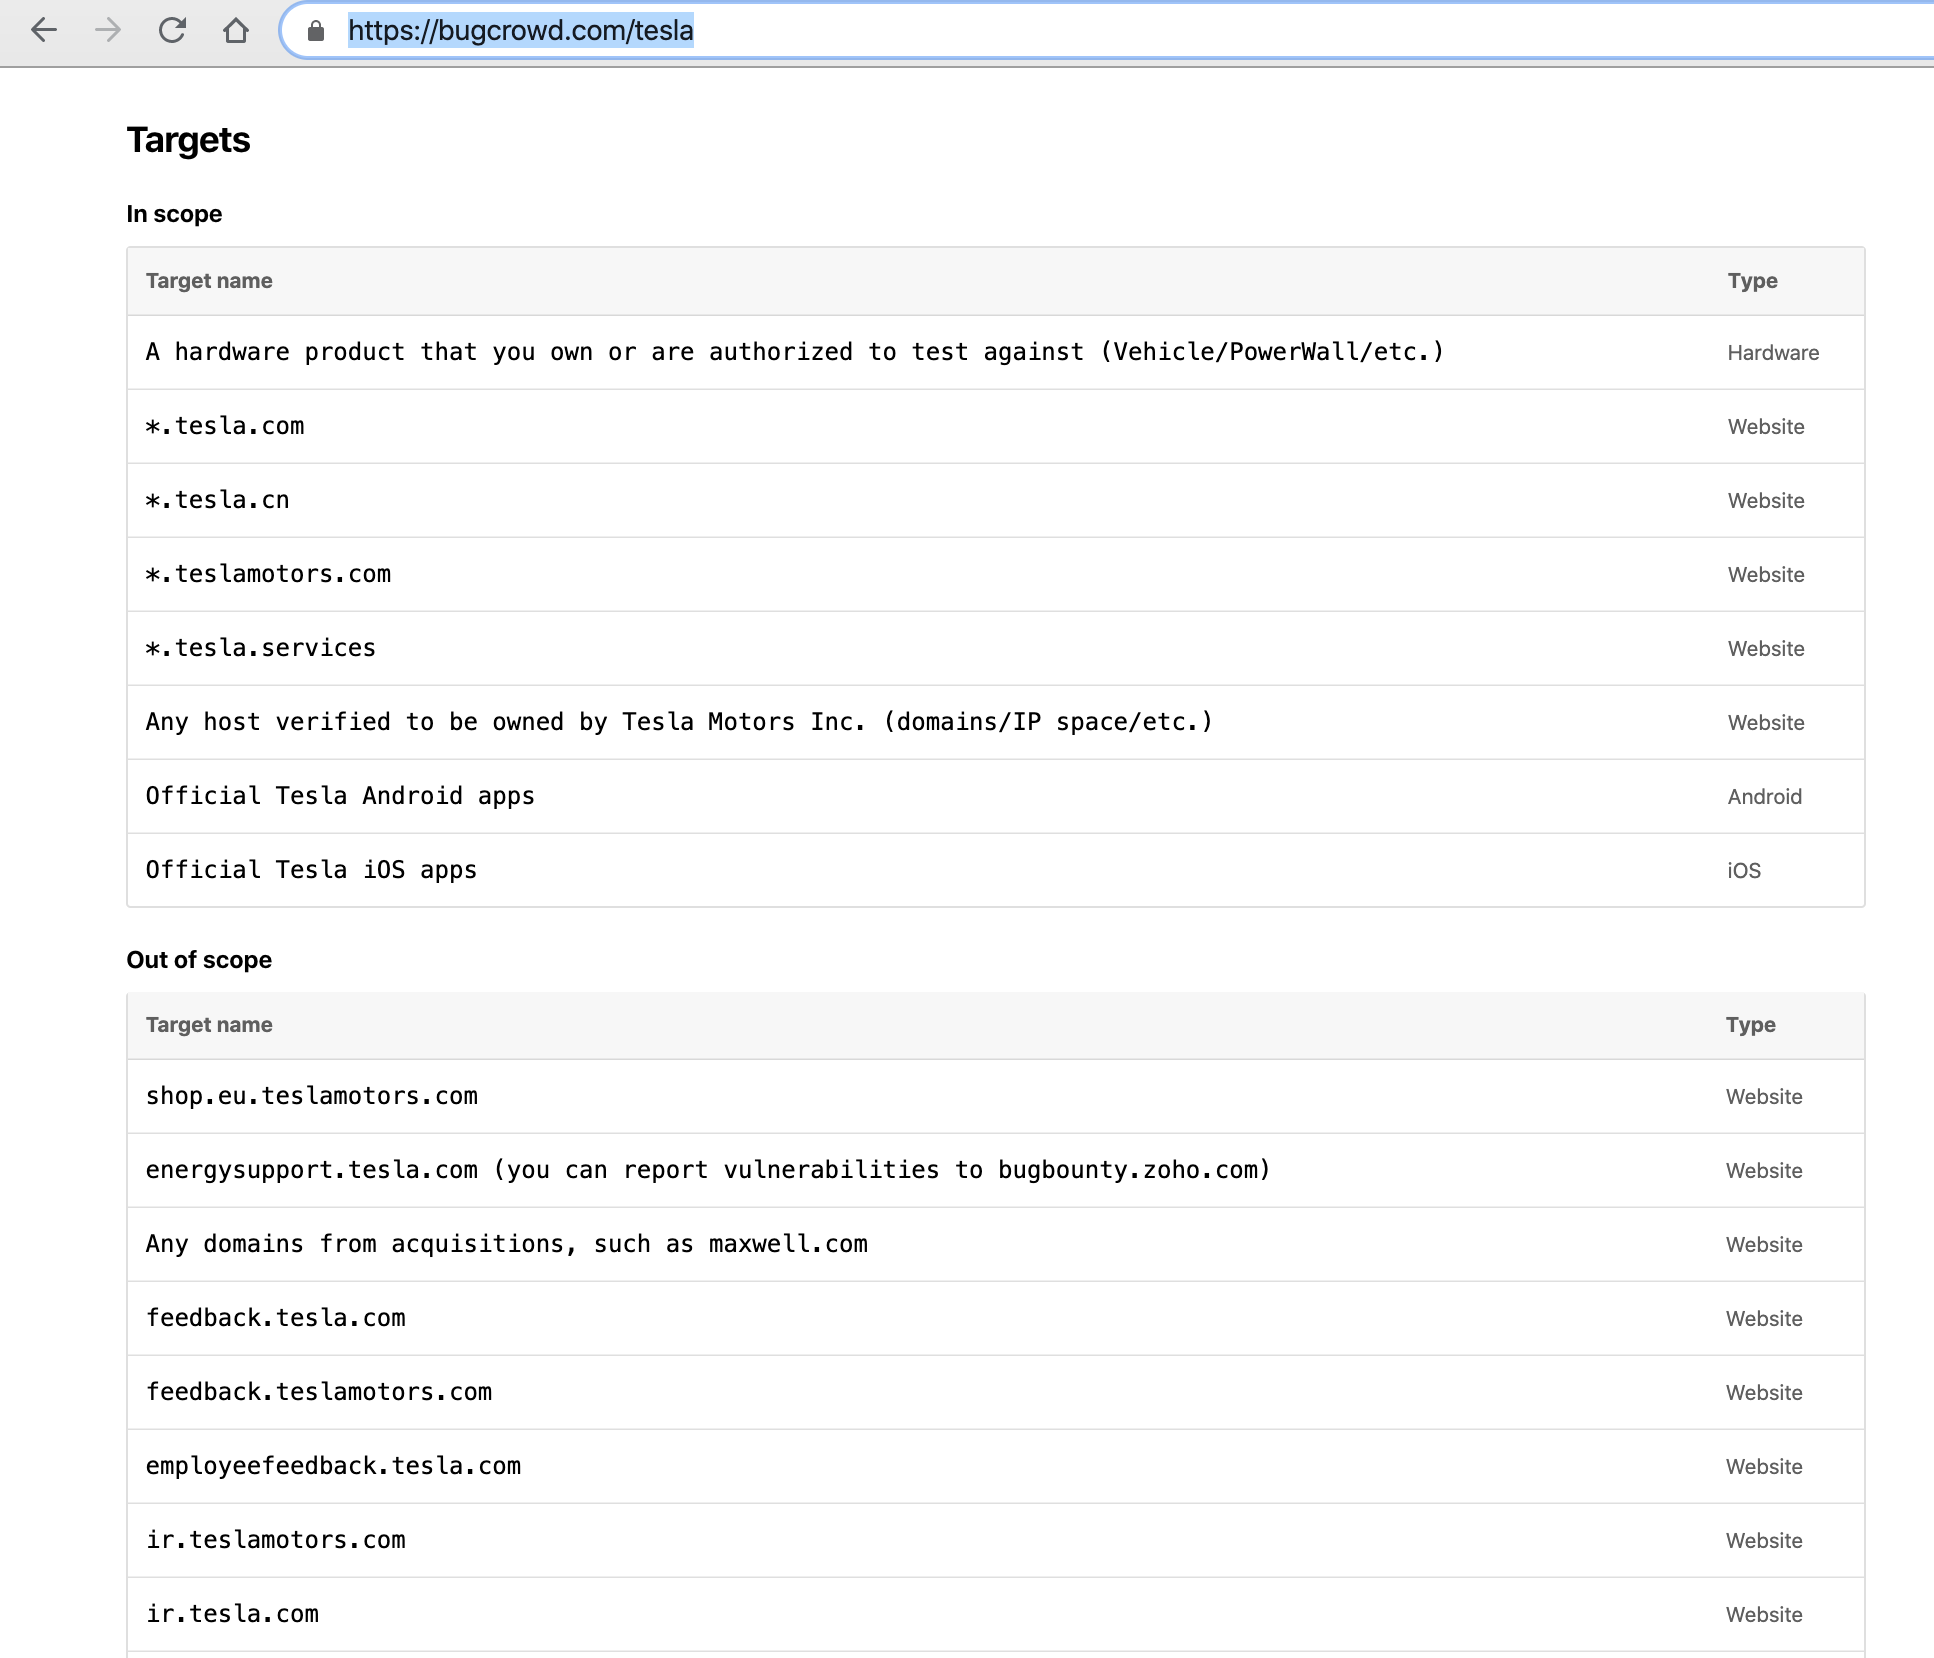 https://bugcrowd.com/tesla
Targets
In scope
Target name Type
A hardware product that you own or are authorized to test against (Vehicle/PowerWall/etc.) Hardware
*.tesla.com Website
*.tesla.cn Website
*.teslamotors.com Website
*.tesla.services Website
Any host verified to be owned by Tesla Motors Inc. (domains/IP space/etc.) Website
Official Tesla Android apps Android
Official Tesla iOS apps iOS
Out of scope
Target name Type
shop.eu.teslamotors.com Website
energysupport.tesla.com (you can report vulnerabilities to bugbounty.zoho.com) Website
Any domains from acquisitions, such as maxwell.com Website
feedback.tesla.com Website
feedback.teslamotors.com Website
employeefeedback.tesla.com Website
ir.teslamotors.com Website
ir.tesla.com Website